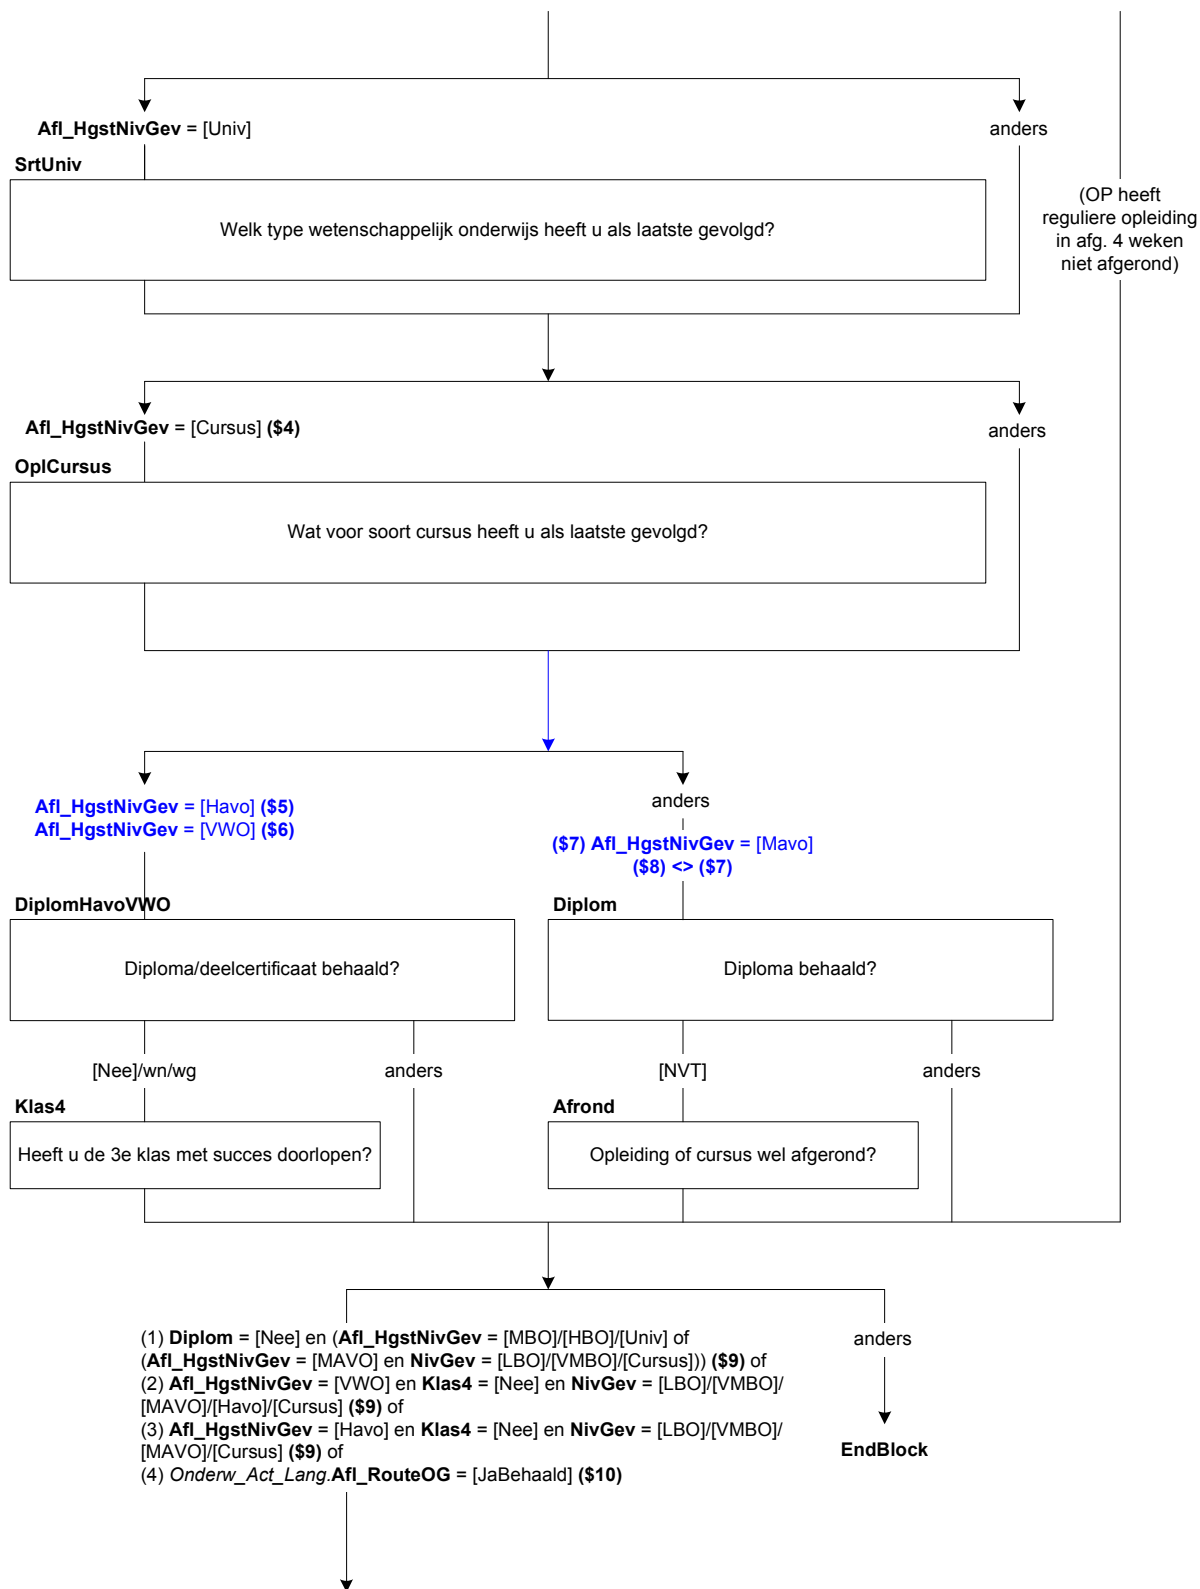 Afl_HgstNivGev = [Univ]
anders
SrtUniv
Welk type wetenschappelijk onderwijs heeft u als laatste gevolgd?
(OP heeft
reguliere opleiding
in afg. 4 weken
niet afgerond)
Afl_HgstNivGev = [Cursus] ($4)
anders
OplCursus
Wat voor soort cursus heeft u als laatste gevolgd?
Afl_HgstNivGev = [Havo] ($5)
Afl_HgstNivGev = [VWO] ($6)
anders
($7) Afl_HgstNivGev = [Mavo]
($8) <> ($7)
DiplomHavoVWO
Diploma/deelcertificaat behaald?
Diplom
Diploma behaald?
[Nee]/wn/wg
anders
[NVT]
anders
Klas4
Heeft u de 3e klas met succes doorlopen?
Afrond
Opleiding of cursus wel afgerond?
(1) Diplom = [Nee] en (Afl_HgstNivGev = [MBO]/[HBO]/[Univ] of
(Afl_HgstNivGev = [MAVO] en NivGev = [LBO]/[VMBO]/[Cursus])) ($9) of
(2) Afl_HgstNivGev = [VWO] en Klas4 = [Nee] en NivGev = [LBO]/[VMBO]/
[MAVO]/[Havo]/[Cursus] ($9) of
(3) Afl_HgstNivGev = [Havo] en Klas4 = [Nee] en NivGev = [LBO]/[VMBO]/
[MAVO]/[Cursus] ($9) of
(4) Onderw_Act_Lang.Afl_RouteOG = [JaBehaald] ($10)
anders
EndBlock